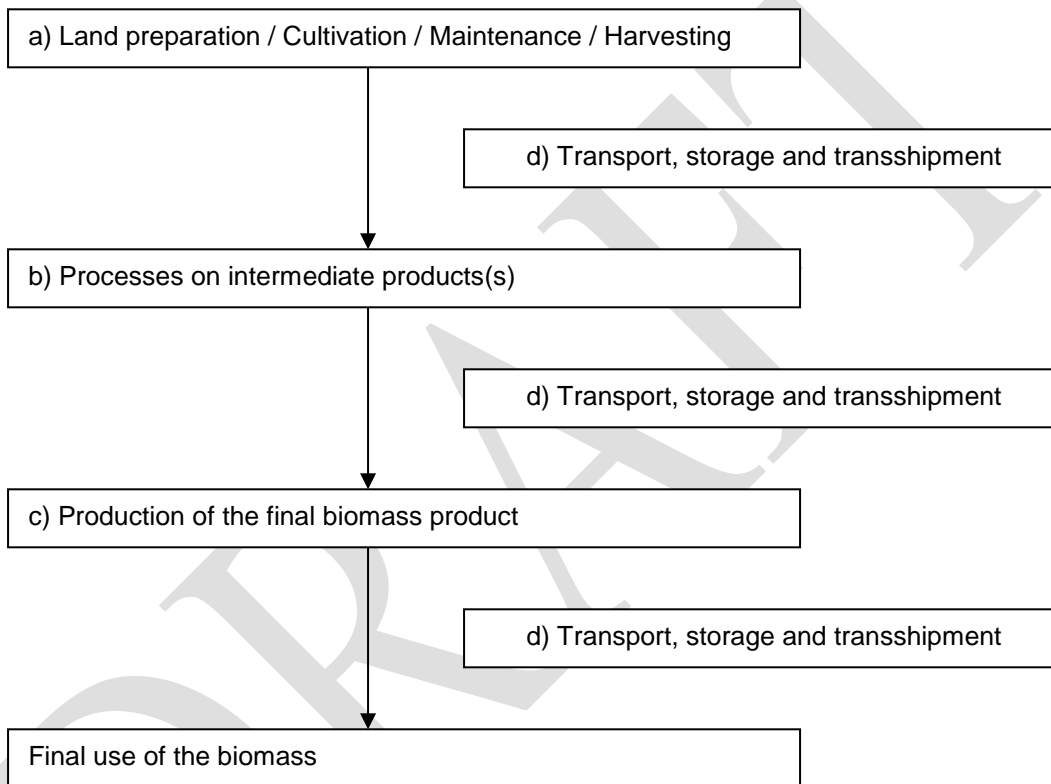 a) Land preparation / Cultivation / Maintenance / Harvesting
d) Transport, storage and transshipment
b) Processes on intermediate products(s)
d) Transport, storage and transshipment
c) Production of the final biomass product
d) Transport, storage and transshipment
Final use of the biomass
DRAFT